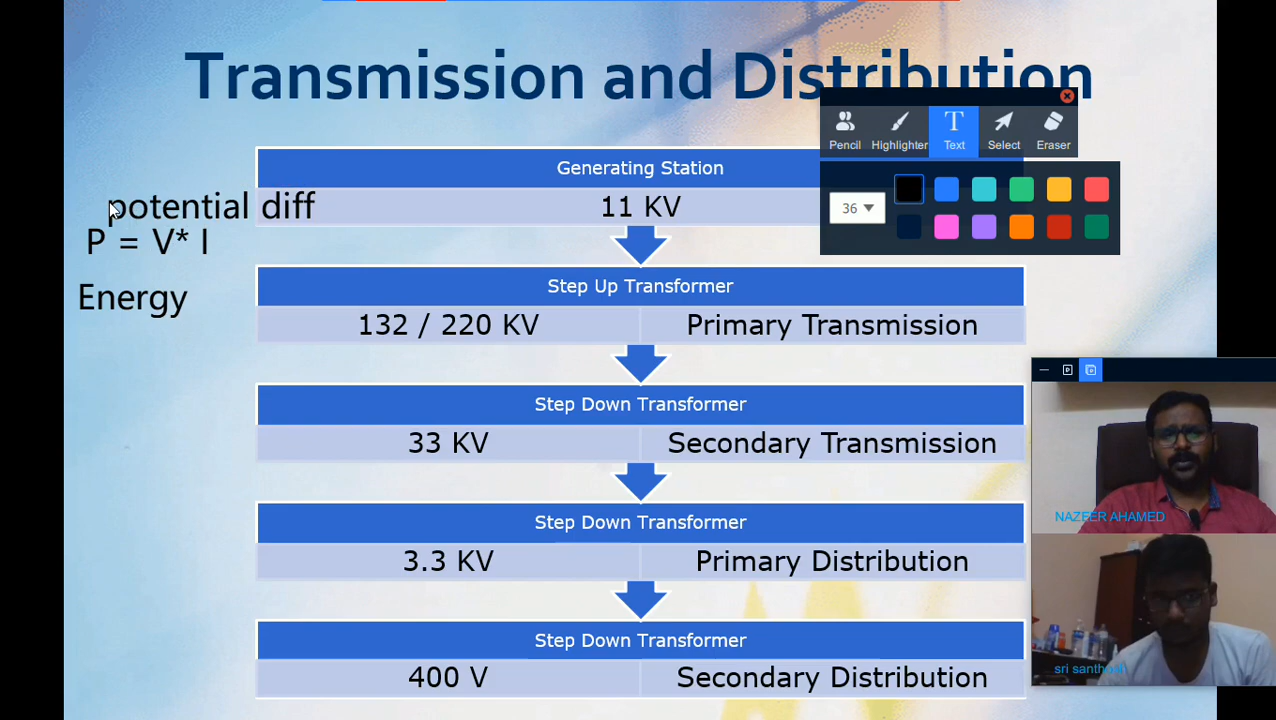 Transmission and Distribution
Pencil
Highlighter
T
Text
Select
Eraser
36
Generating Station
11 KV
potential diff
P = V* I
Energy
Step Up Transformer
132 / 220 KV
Primary Transmission
Step Down Transformer
33 KV
Secondary Transmission
Step Down Transformer
3.3 KV
Primary Distribution
Step Down Transformer
400 V
Secondary Distribution
NAZEER AHAMED
sri santhosh